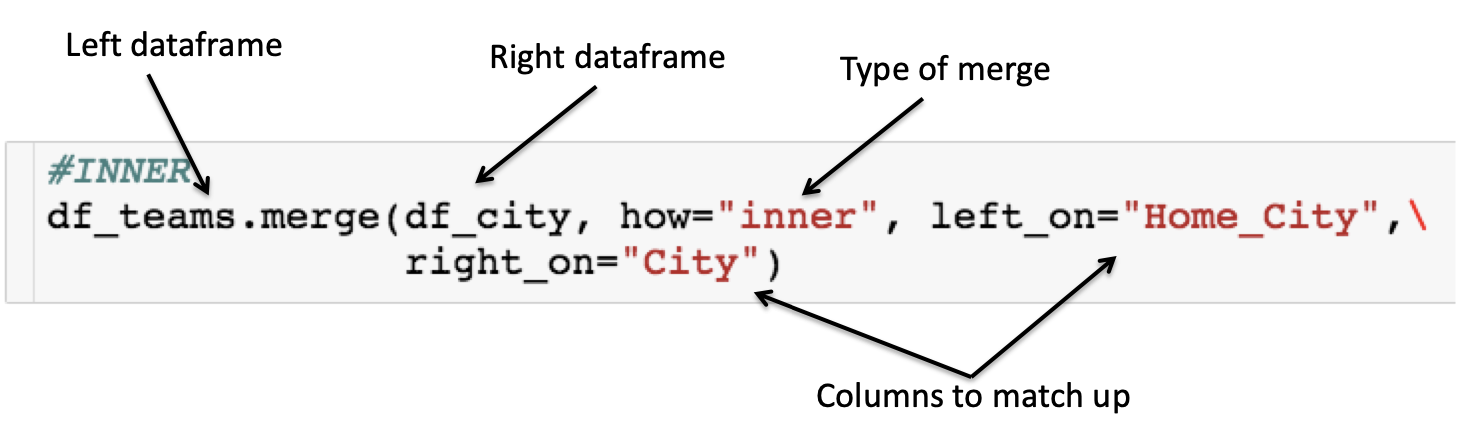 Left dataframe
Right dataframe
Type of merge
#INNER
df_teams.merge(df_city, how="inner", left_on="Home_City",\
right_on="City")
Columns to match up